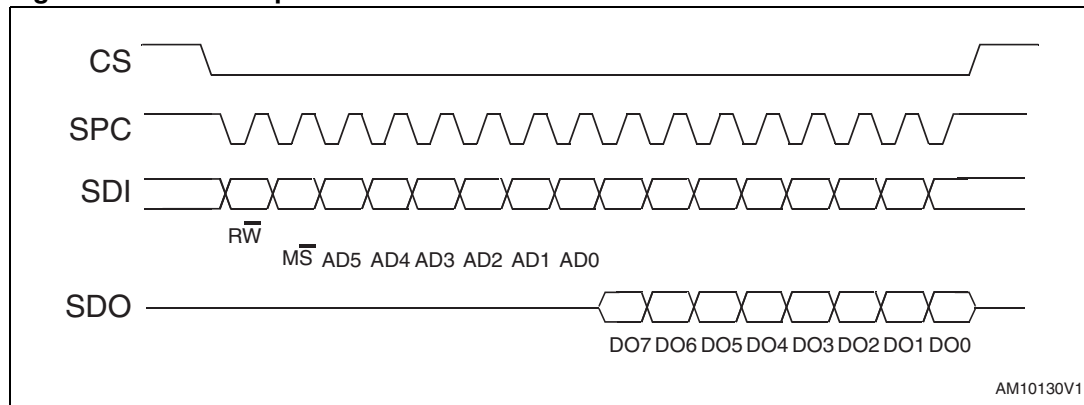 CS
SPC
SDI
RW
MS AD5 AD4 AD3 AD2 AD1 AD0
SDO
DO7 DO6 DO5 DO4 DO3 DO2 DO1 DO0
AM10130V1